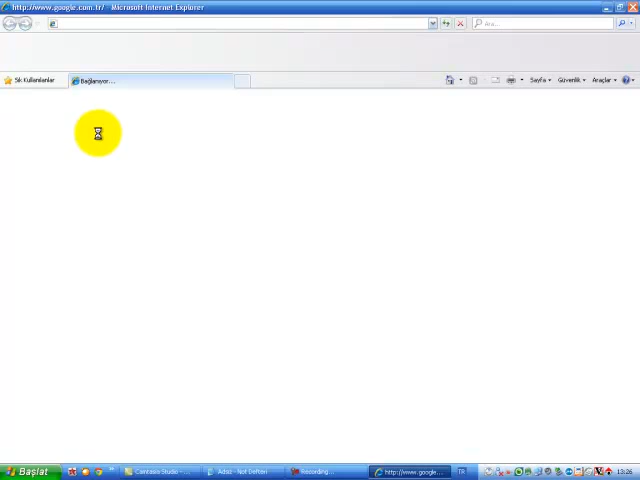 http://www.google.com.tr/ - Microsoft Internet Explorer
Ara...
Sık Kullanılanlar
Bağlanıyor...
Sayfa
Güvenlik
Araçlar
Başlat
Camtasia Studio - ...
Adsız - Not Defteri
Recording...
http://www.google...
TR
13:26